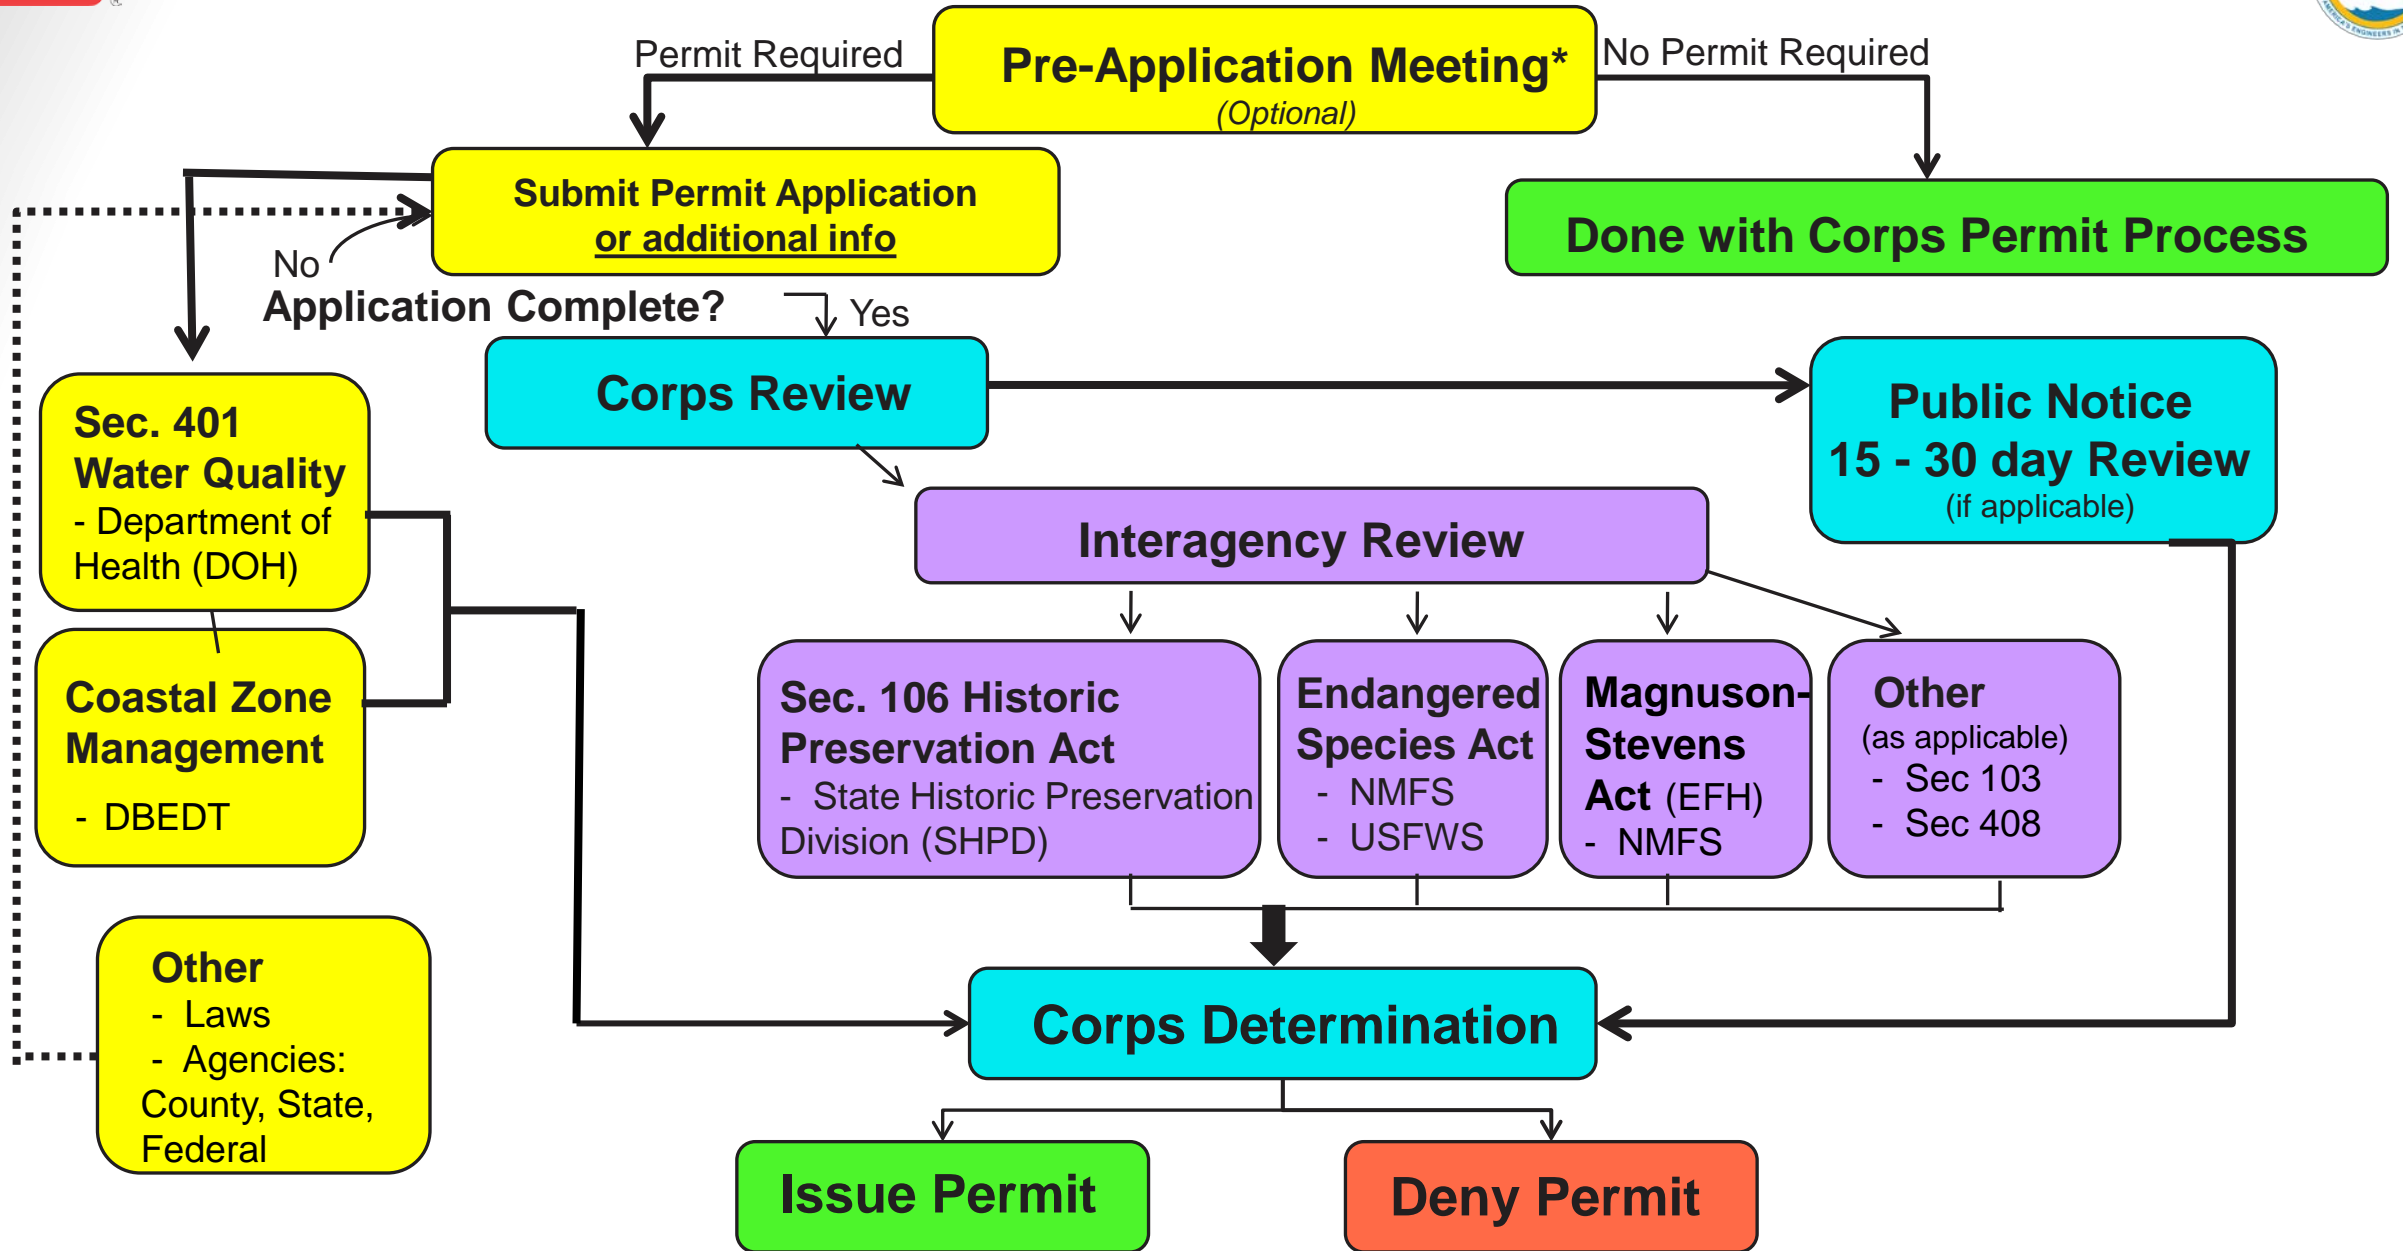 Permit Required
Pre-Application Meeting*
(Optional)
No Permit Required
Submit Permit Application
or additional info
Done with Corps Permit Process
No
Application Complete?
Yes
Corps Review
Public Notice
15 - 30 day Review
(if applicable)
Sec. 401
Water Quality
- Department of
Health (DOH)
Interagency Review
Coastal Zone
Management
- DBEDT
Sec. 106 Historic
Preservation Act
- State Historic Preservation
Division (SHPD)
Endangered
Species Act
- NMFS
- USFWS
Magnuson-
Stevens
Act (EFH)
- NMFS
Other
(as applicable)
- Sec 103
- Sec 408
Other
- Laws
- Agencies:
County, State,
Federal
Corps Determination
Issue Permit
Deny Permit